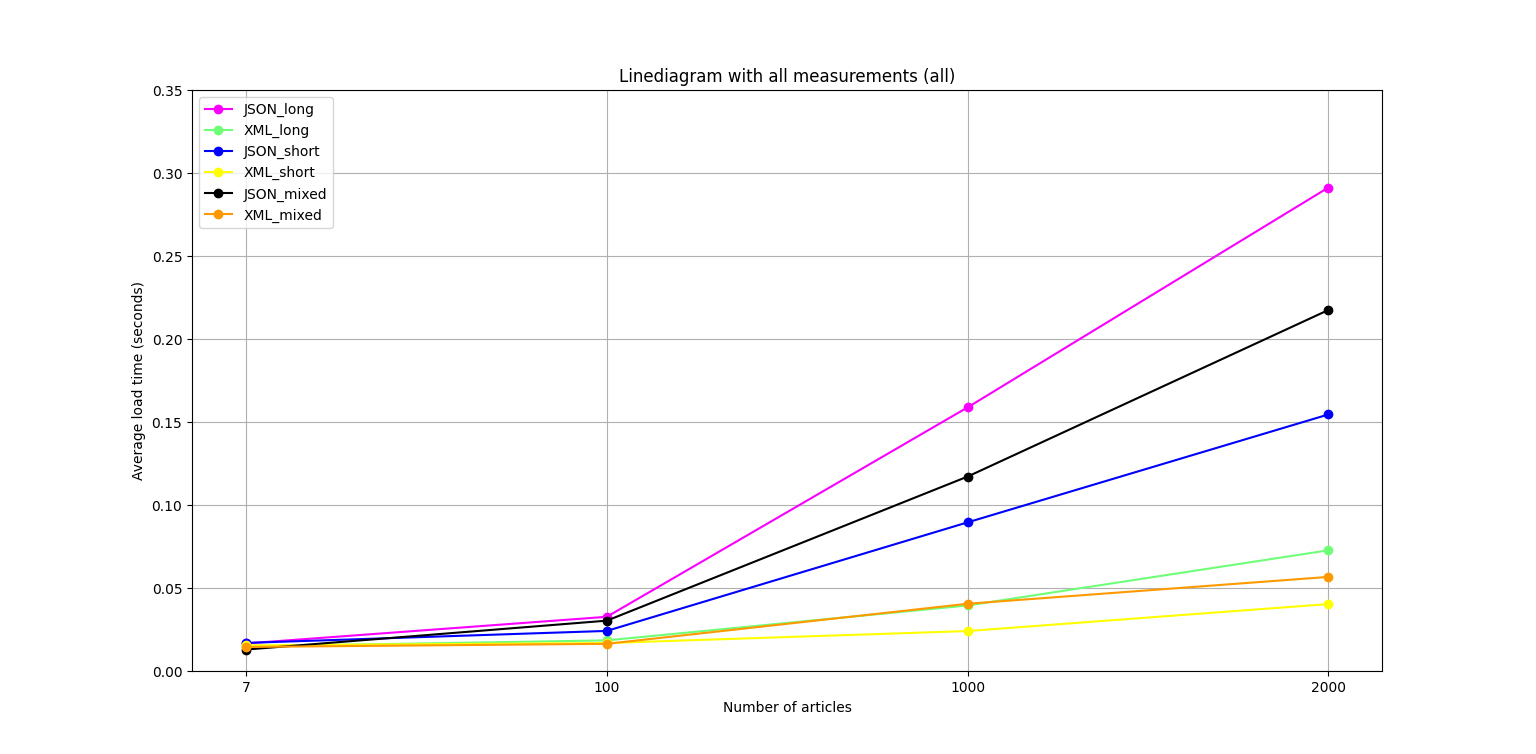 Linediagram with all measurements (all)
0.35
0.30
0.25
0.20
0.15
0.10
0.05
0.00
Average load time (seconds)
JSON_long
XML_long
JSON_short
XML_short
JSON_mixed
XML_mixed
7 100 1000 2000
Number of articles